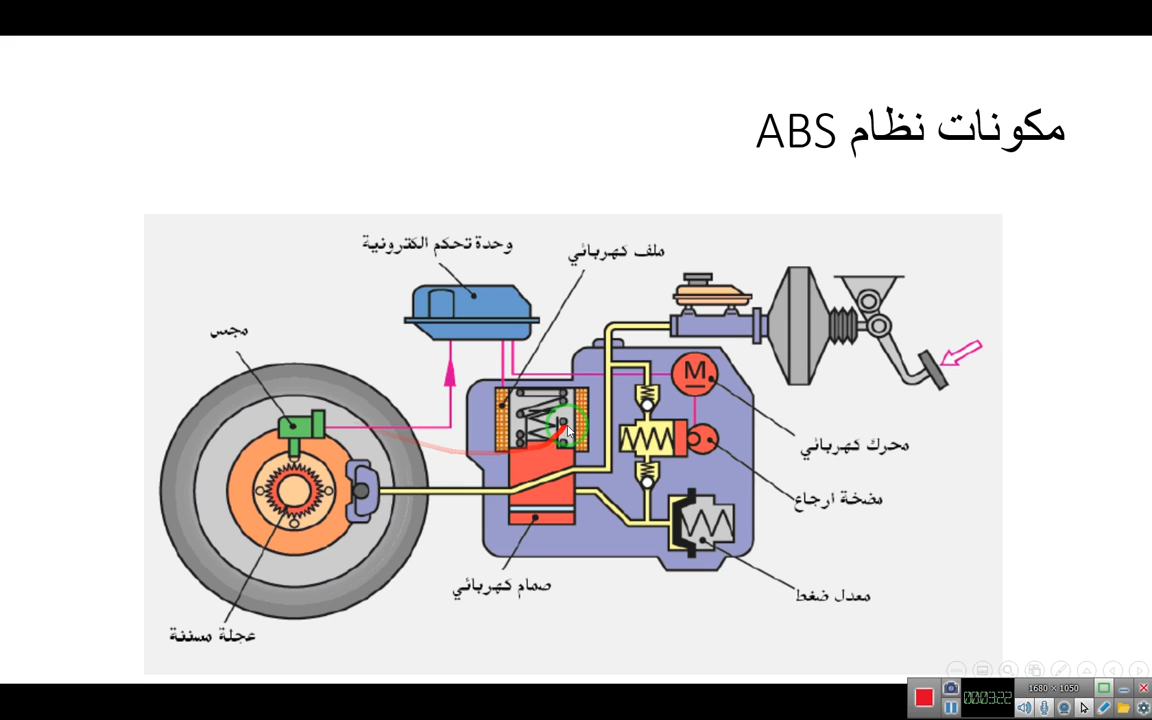 مكونات نظام ABS
وحدة تحكم الكترونية
ملف كهربائي
مجس
M
محرك كهربائي
مضخة ارجاع
صمام كهربائي
معدل ضغط
عجلة مسننة
1680 × 1050
000322